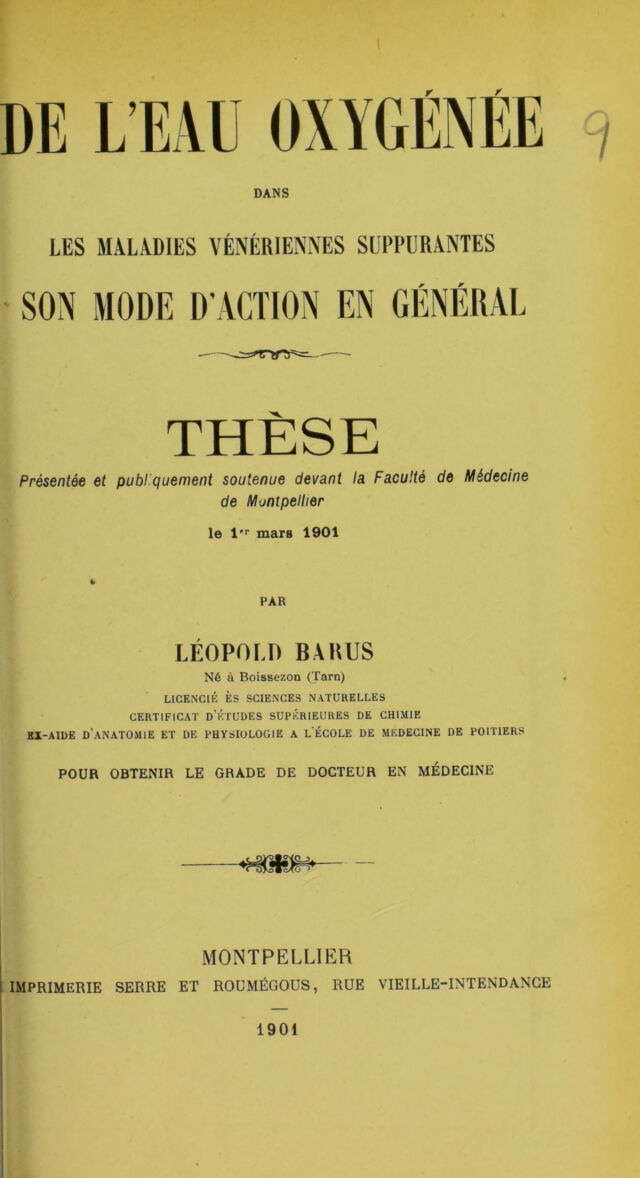 DE L'EAU OXYGÉNÉE
9
DANS
LES MALADIES VÉNÉRIENNES SUPPURANTES
SON MODE D'ACTION EN GÉNÉRAL
THÈSE
Présentée et publiquement soutenue devant la Faculté de Médecine
de Montpellier
le 1er mars 1901
PAR
LÉOPOLD BARUS
Né à Boissezon (Tarn)
LICENCIÉ ÈS SCIENCES NATURELLES
CERTIFICAT D'ÉTUDES SUPÉRIEURES DE CHIMIE
EX-AIDE D'ANATOMIE ET DE PHYSIOLOGIE A L'ÉCOLE DE MÉDECINE DE POITIERS
POUR OBTENIR LE GRADE DE DOCTEUR EN MÉDECINE
MONTPELLIER
IMPRIMERIE SERRE ET ROUMÉGOUS, RUE VIEILLE-INTENDANCE
1901